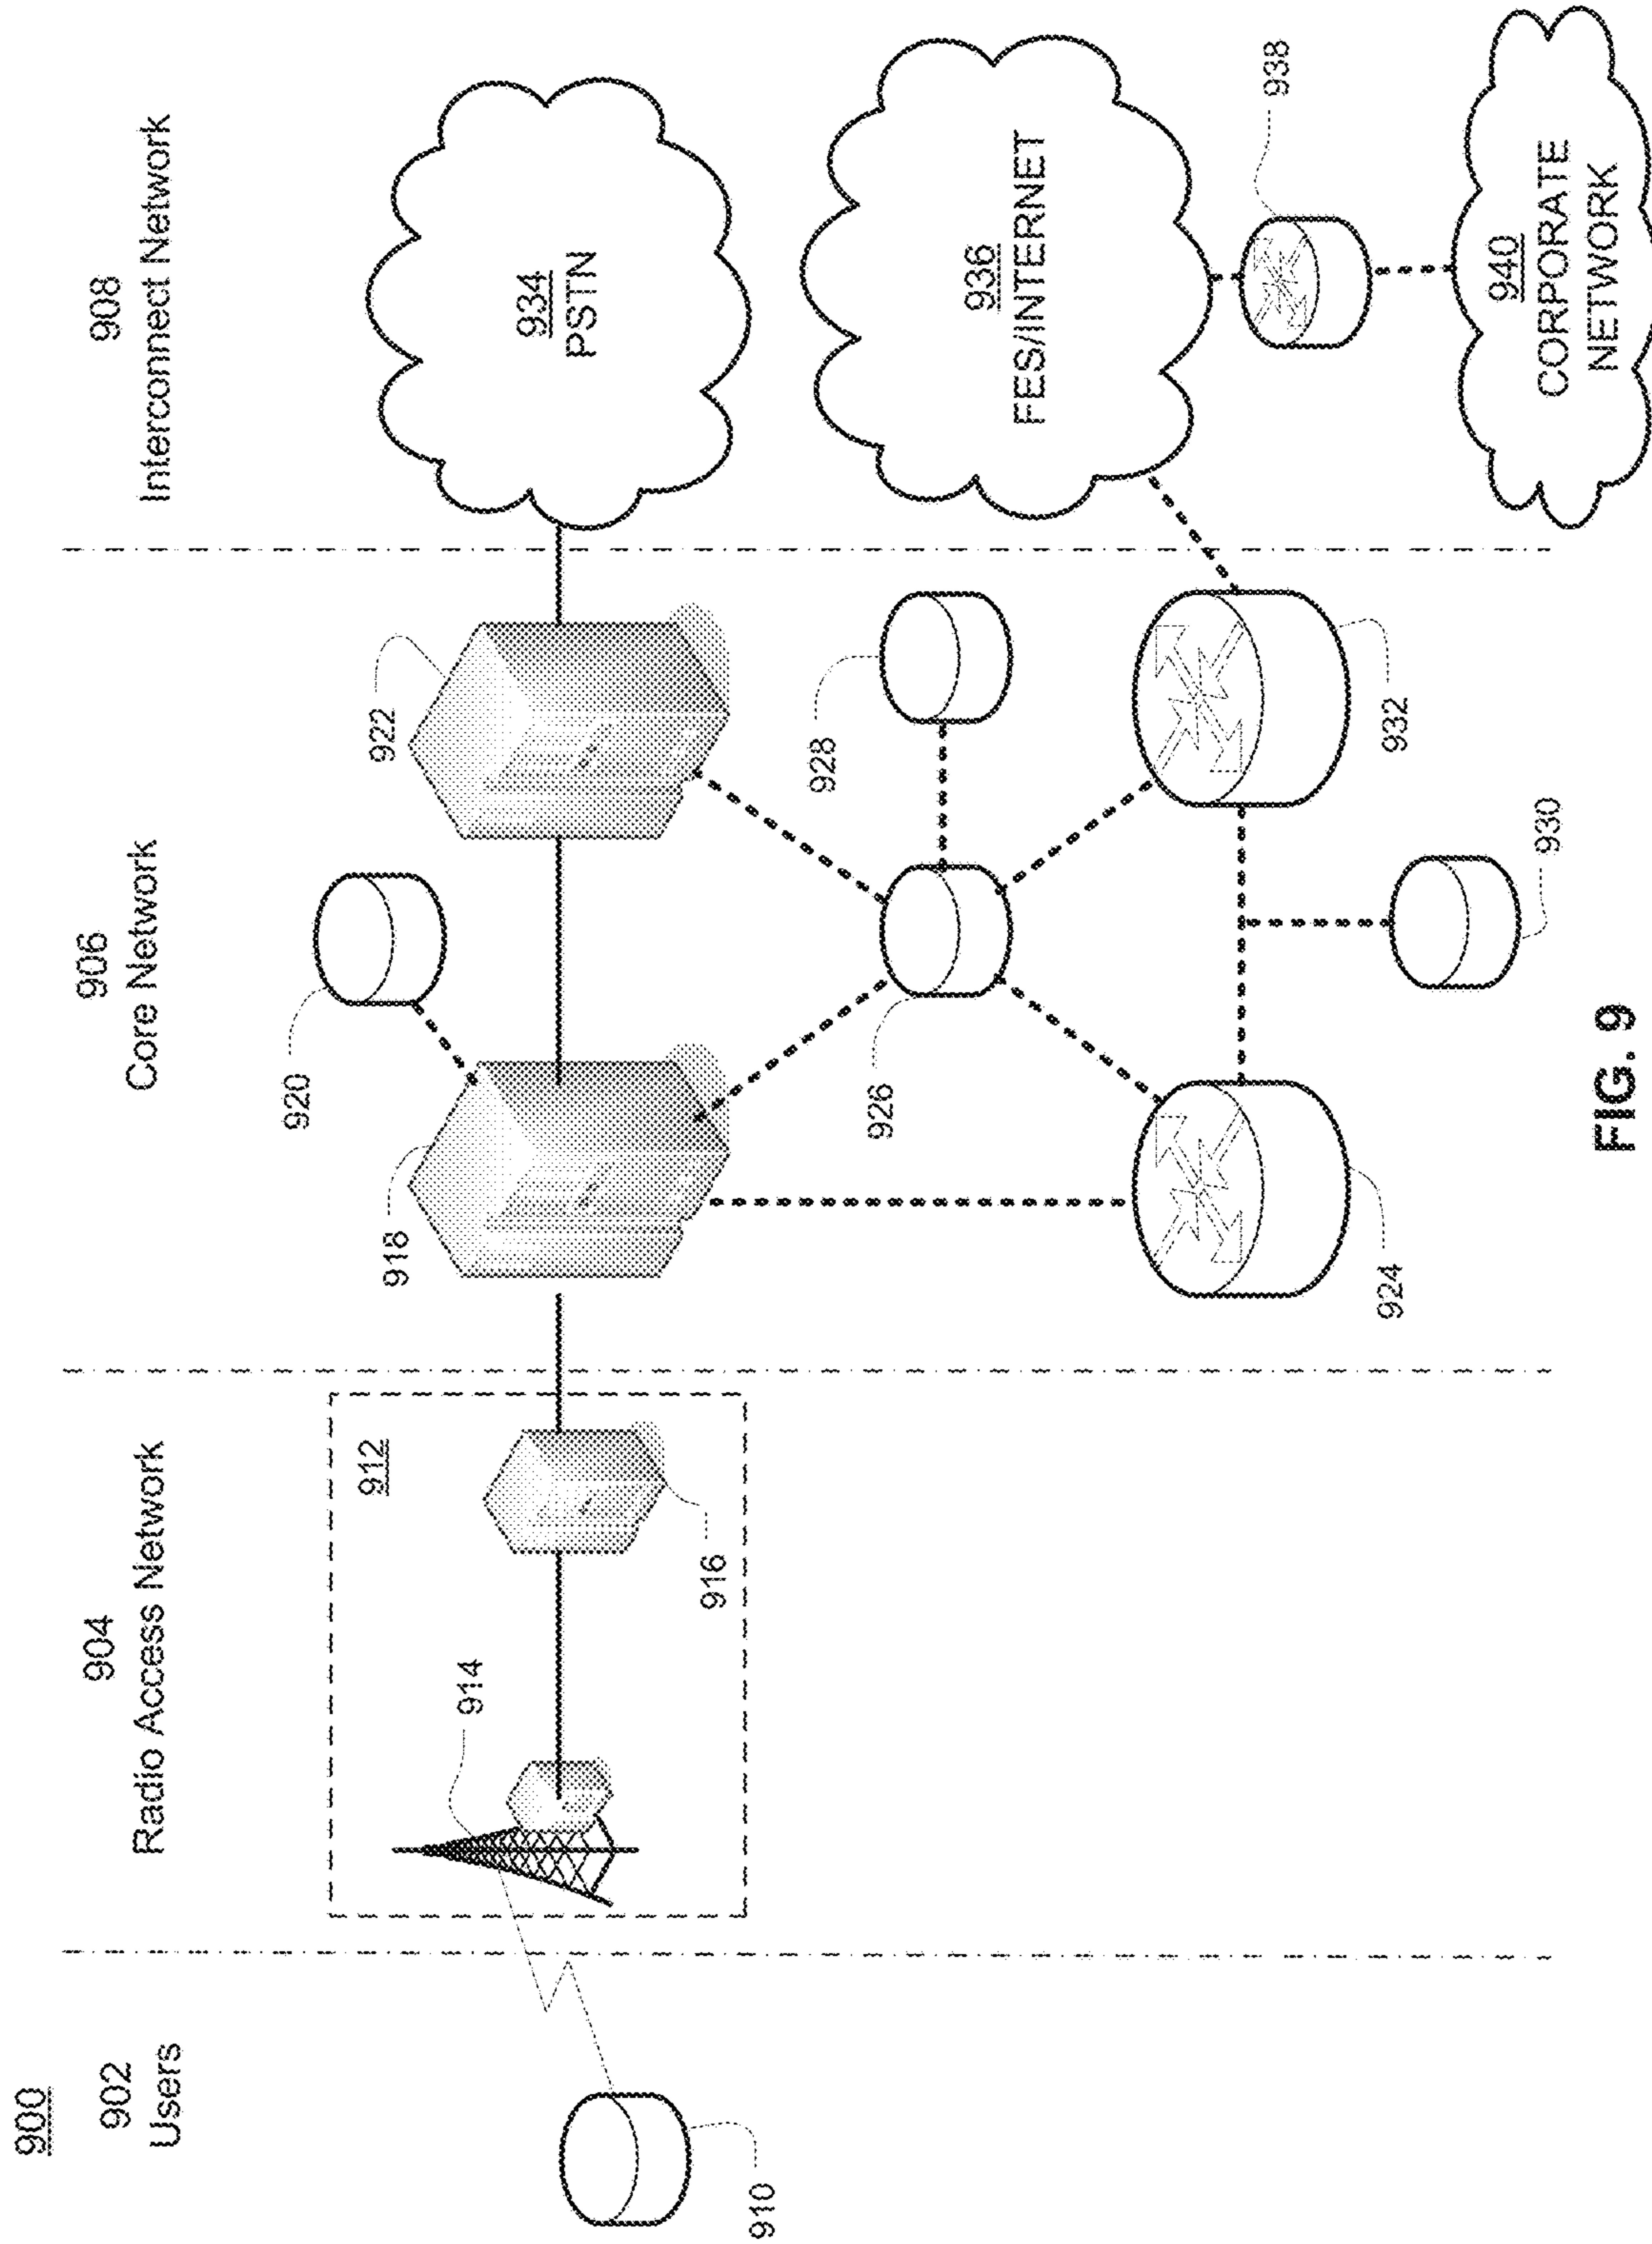 900
902
Users
904
Radio Access Network
906
Core Network
908
Interconnect Network
910
912
914
916
918
920
922
924
926
928
930
932
934
PSTN
936
FES/INTERNET
938
940
CORPORATE
NETWORK
FIG. 9